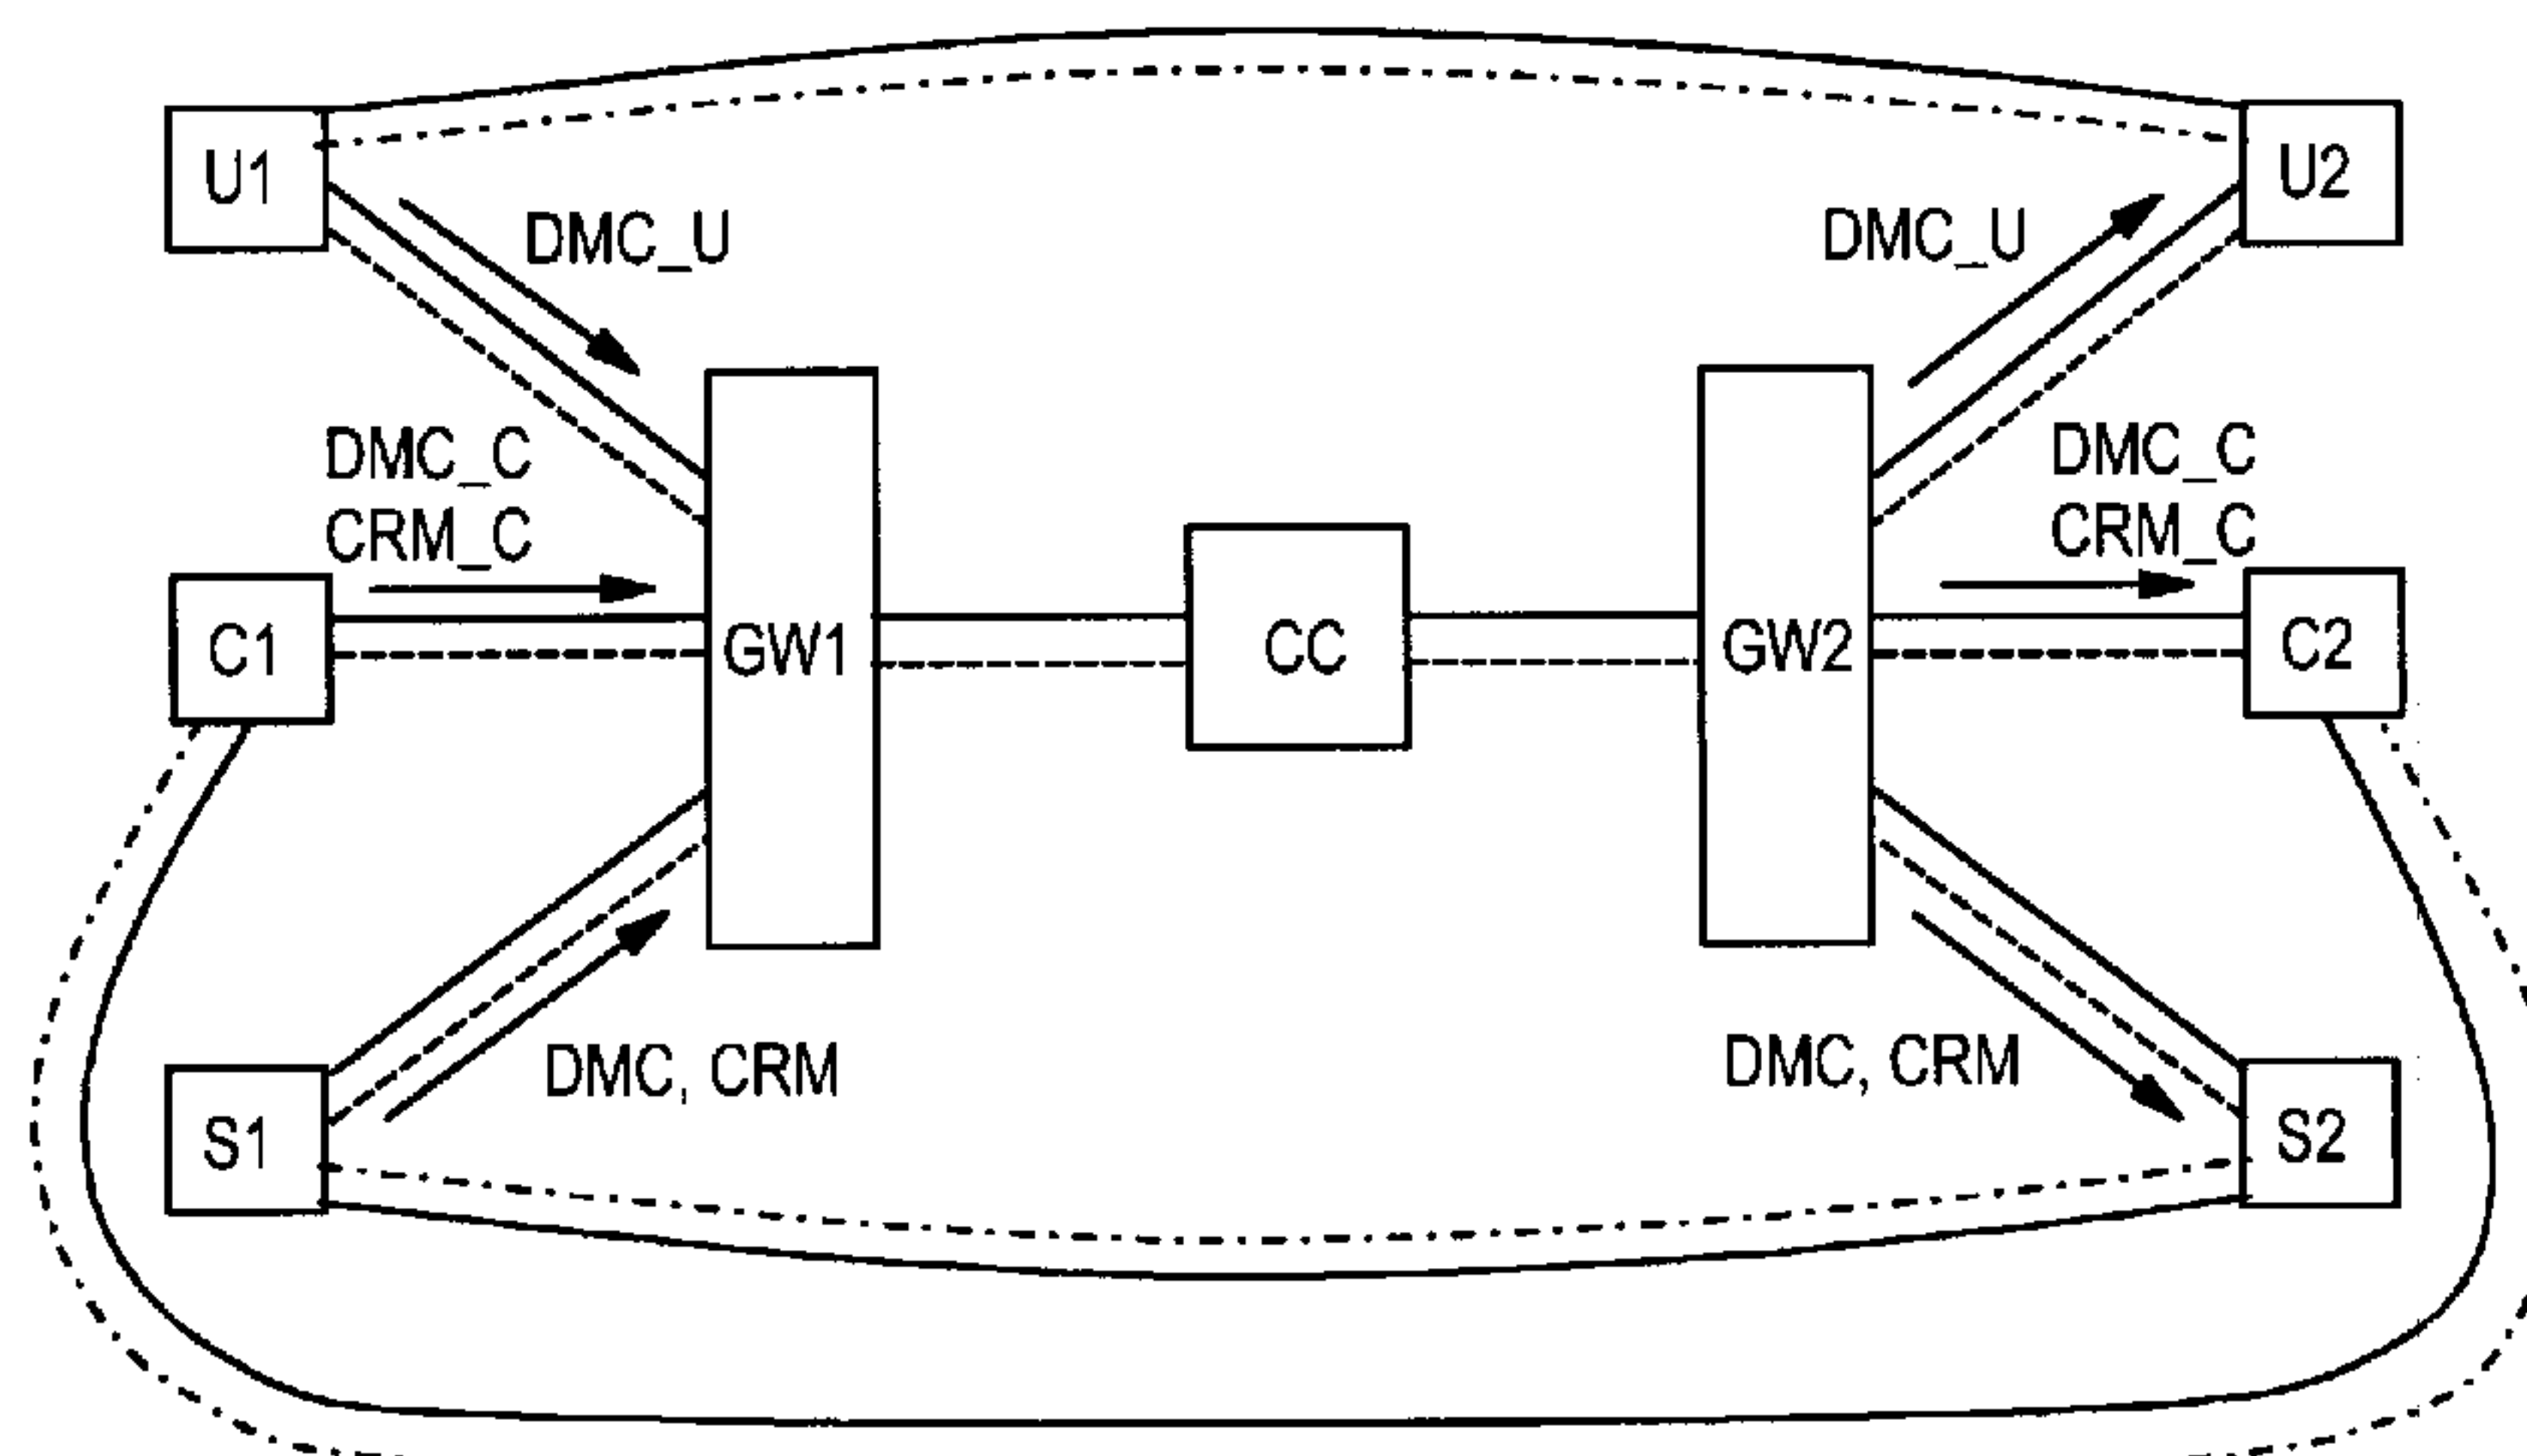 U1
DMC_U
DMC_U
U2
DMC_C
CRM_C
DMC_C
CRM_C
C1
GW1
CC
GW2
C2
DMC, CRM
DMC, CRM
S1
S2